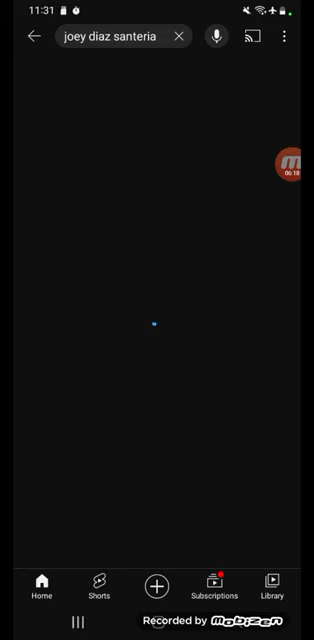 11:31
joey diaz santeria
06:18
Home
Shorts
Subscriptions
Library
Recorded by mobizen